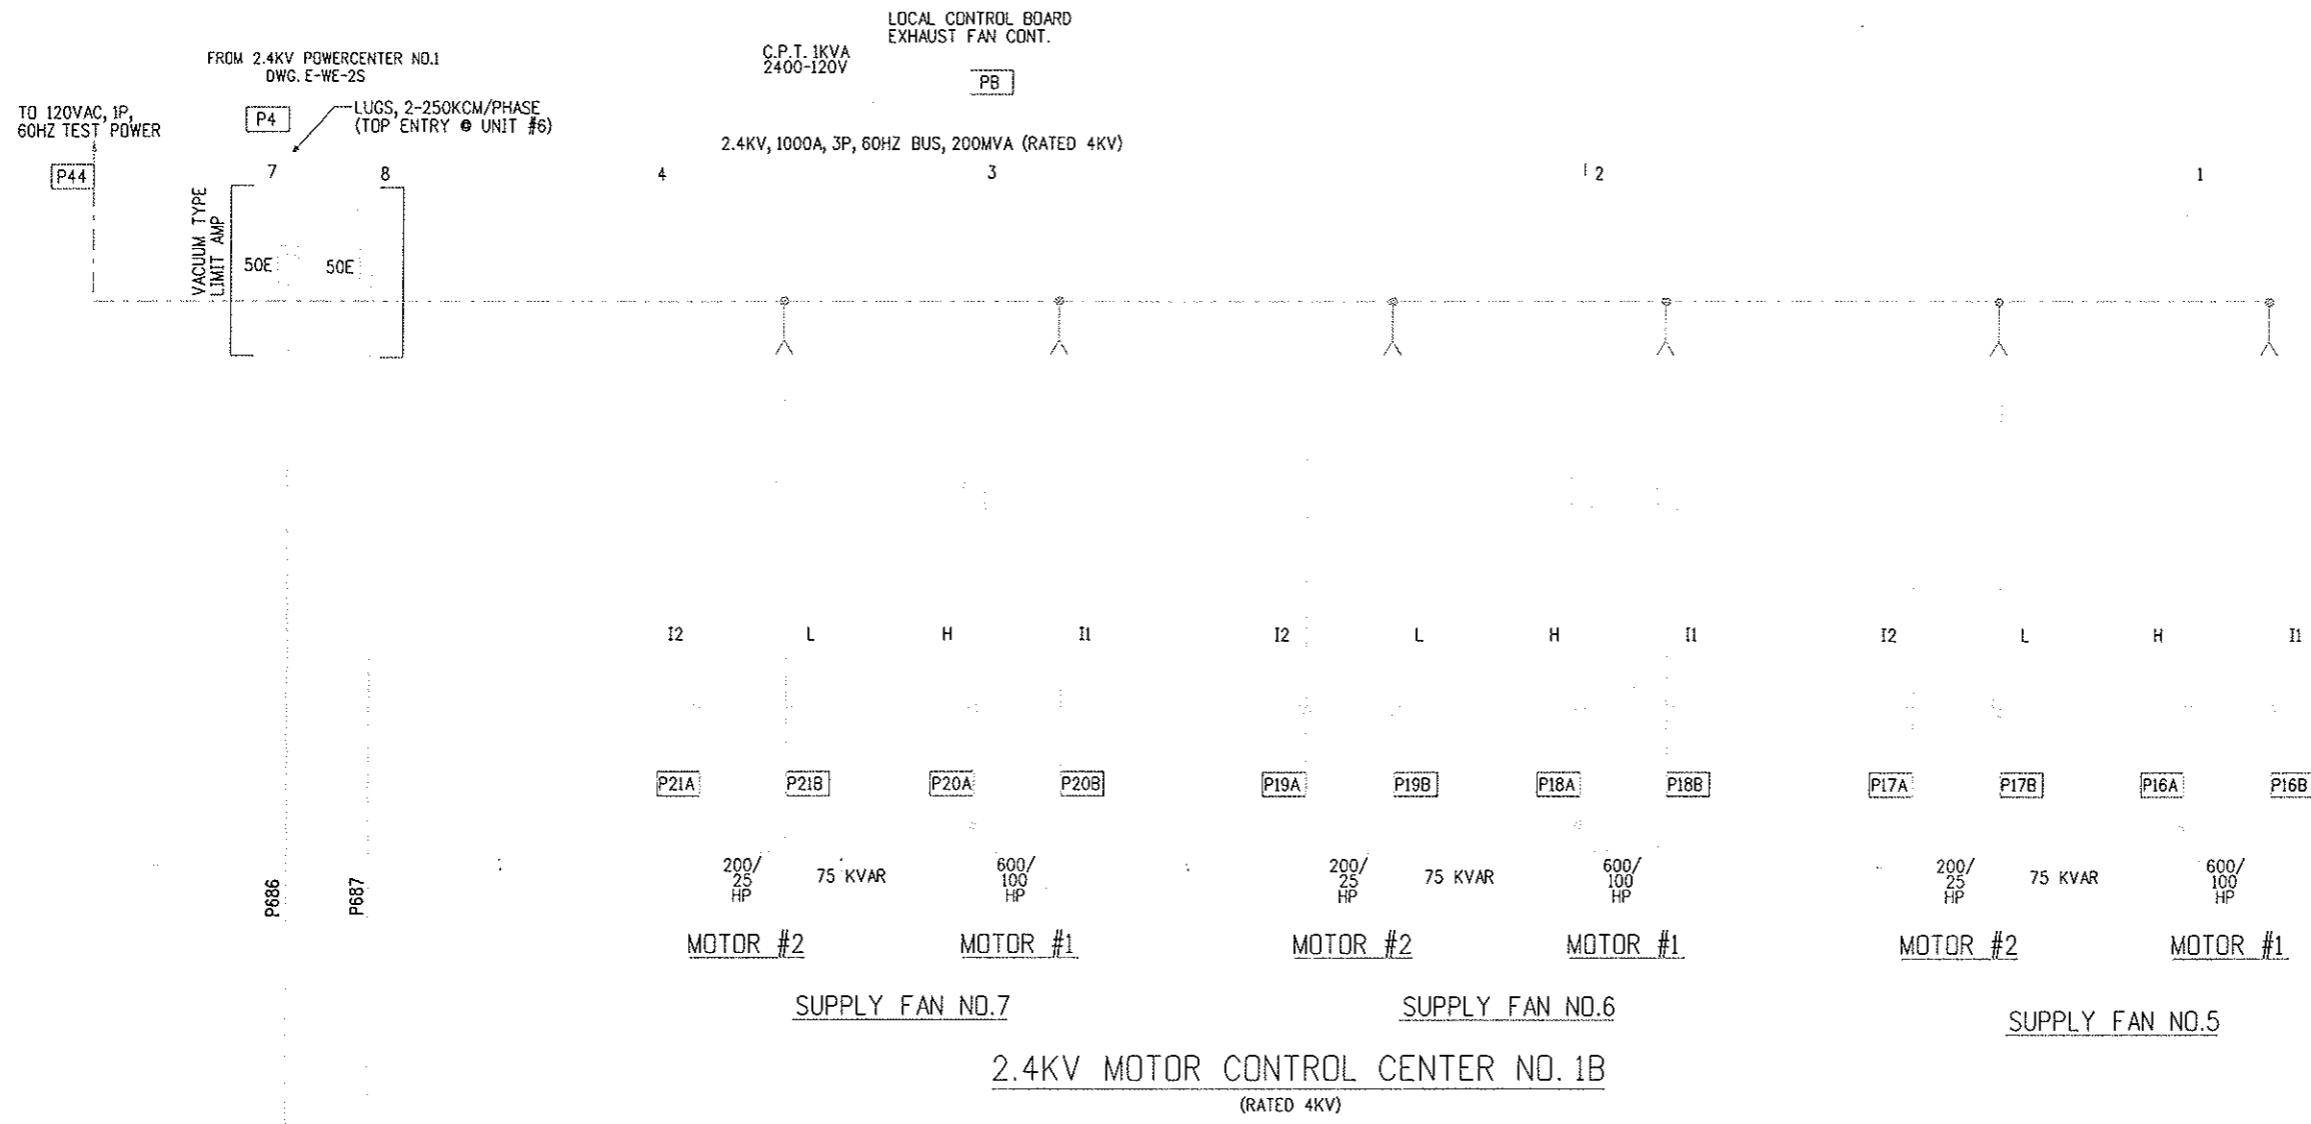 LOCAL CONTROL BOARD
EXHAUST FAN CONT.
FROM 2.4KV POWERCENTER NO.1
DWG. E-WE-2S
C.P.T. 1KVA
2400-120V
PB
TO 120VAC, 1P,
60HZ TEST POWER
P4
LUGS, 2-250KCM/PHASE
(TOP ENTRY @ UNIT #6)
2.4KV, 1000A, 3P, 60HZ BUS, 200MVA (RATED 4KV)
P44
7
8
4
3
2
1
VACUUM TYPE
LIMIT AMP
50E
50E
I2
L
H
I1
I2
L
H
I1
I2
L
H
I1
P21A
P21B
P20A
P20B
P19A
P19B
P18A
P18B
P17A
P17B
P16A
P16B
P686
P687
200/
25
HP
75 KVAR
600/
100
HP
200/
25
HP
75 KVAR
600/
100
HP
200/
25
HP
75 KVAR
600/
100
HP
MOTOR #2
MOTOR #1
MOTOR #2
MOTOR #1
MOTOR #2
MOTOR #1
SUPPLY FAN NO.7
SUPPLY FAN NO.6
SUPPLY FAN NO.5
2.4KV MOTOR CONTROL CENTER NO. 1B
(RATED 4KV)